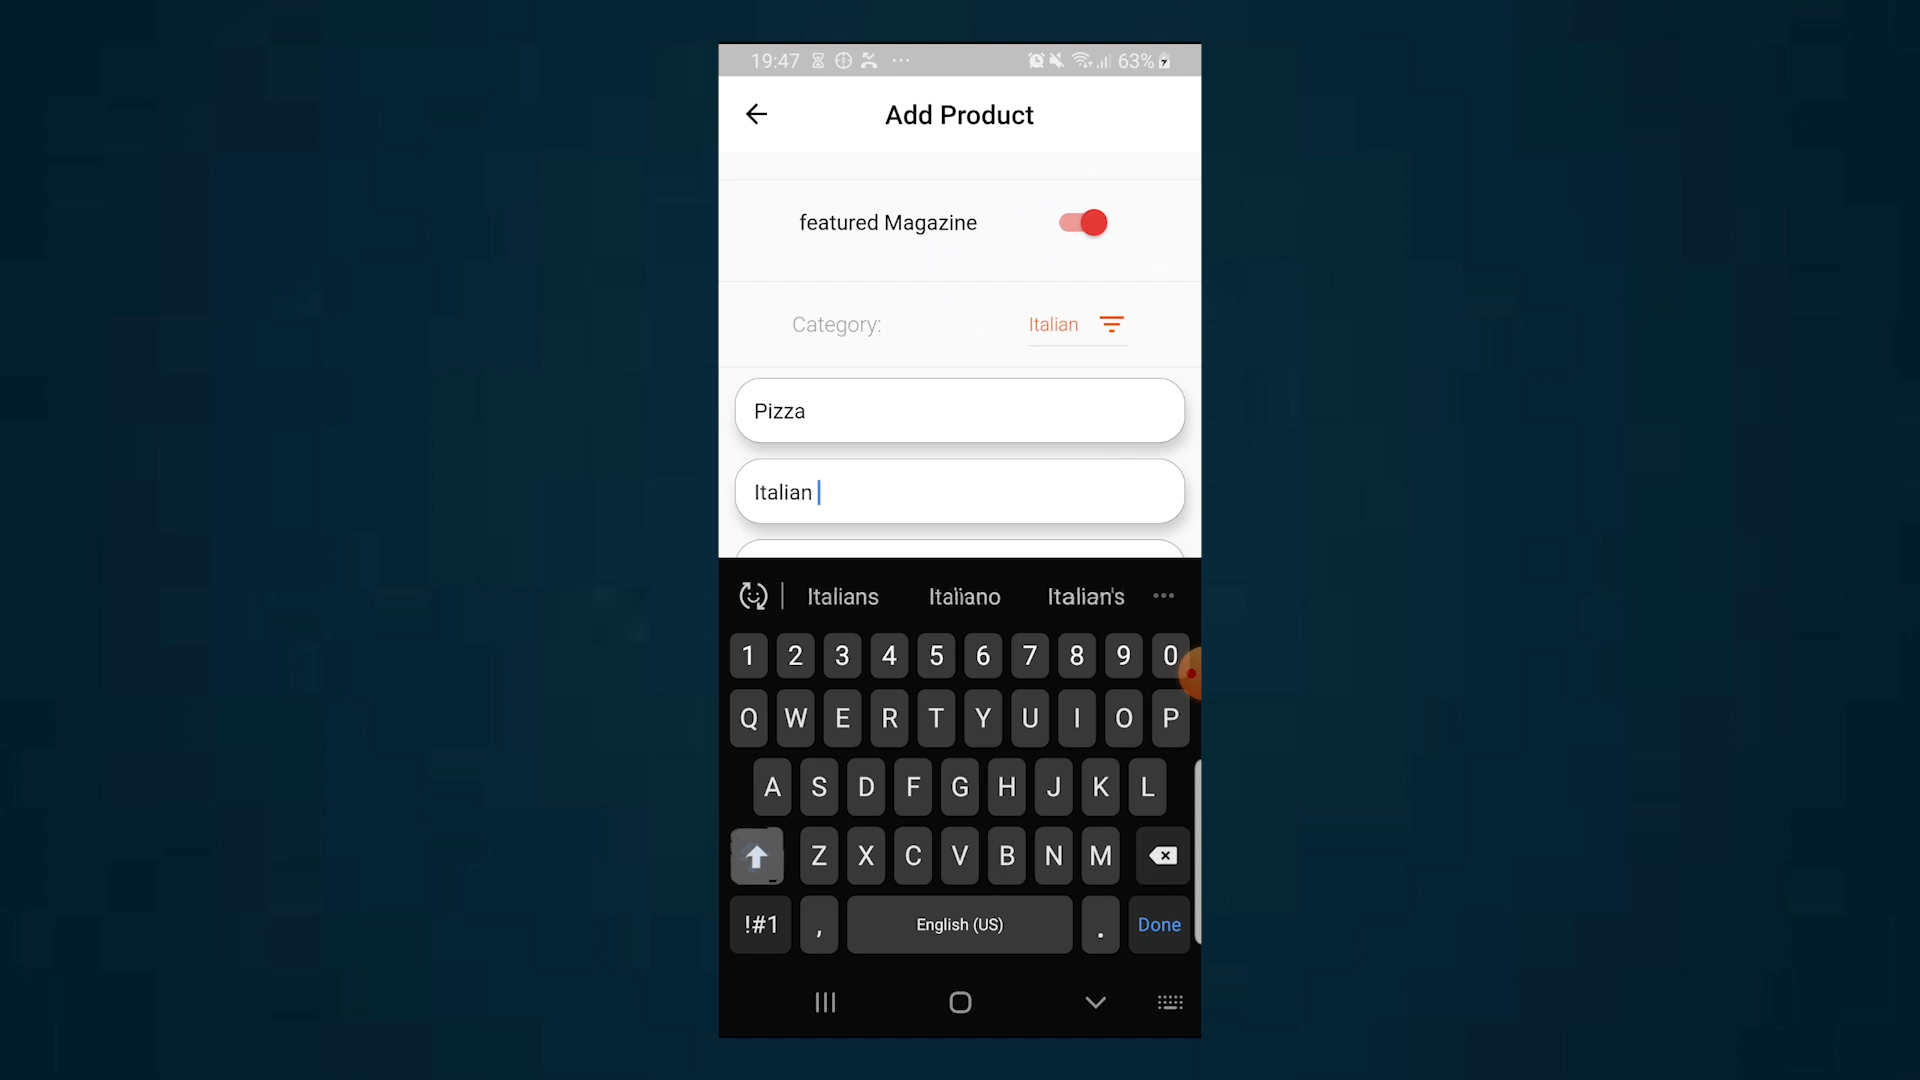 19:47 63%
Add Product
featured Magazine
Category: Italian
Pizza
Italian
Italians Italiano Italian's
1 2 3 4 5 6 7 8 9 0
Q W E R T Y U I O P
A S D F G H J K L
Z X C V B N M
!#1 , English (US) . Done